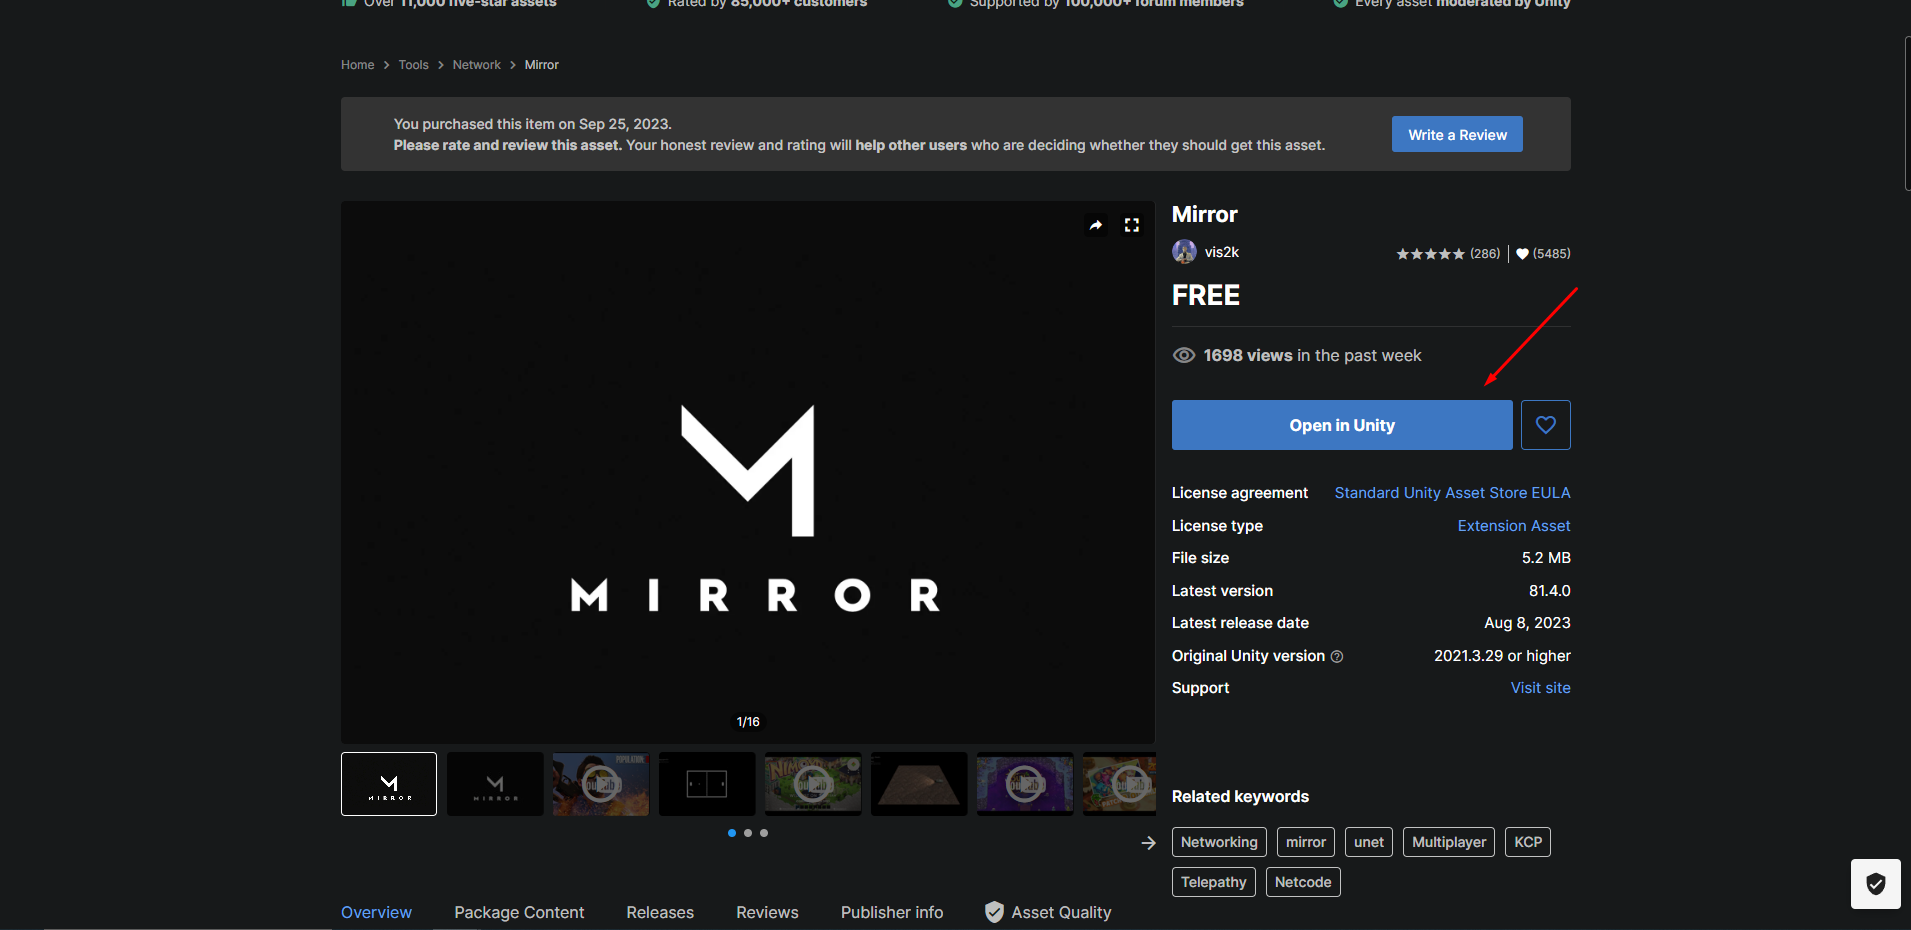 Over 11,000 five-star assets
Rated by 85,000+ customers
Supported by 100,000+ forum members
Every asset moderated by Unity
Home > Tools > Network > Mirror
You purchased this item on Sep 25, 2023.
Please rate and review this asset. Your honest review and rating will help other users who are deciding whether they should get this asset.
Write a Review
MIRROR
1/16
MIRROR
MIRROR
Mirror
vis2k
(286)
(5485)
FREE
1698 views in the past week
Open in Unity
License agreement Standard Unity Asset Store EULA
License type Extension Asset
File size 5.2 MB
Latest version 81.4.0
Latest release date Aug 8, 2023
Original Unity version 2021.3.29 or higher
Support Visit site
Related keywords
Networking mirror unet Multiplayer KCP
Telepathy Netcode
Overview Package Content Releases Reviews Publisher info Asset Quality